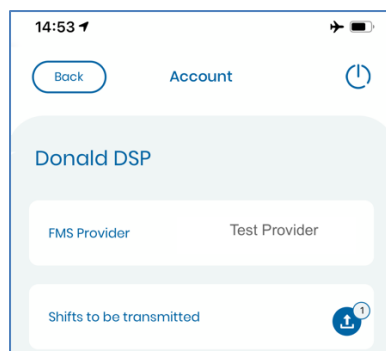 14:53
Back Account
Donald DSP
FMS Provider Test Provider
Shifts to be transmitted 1